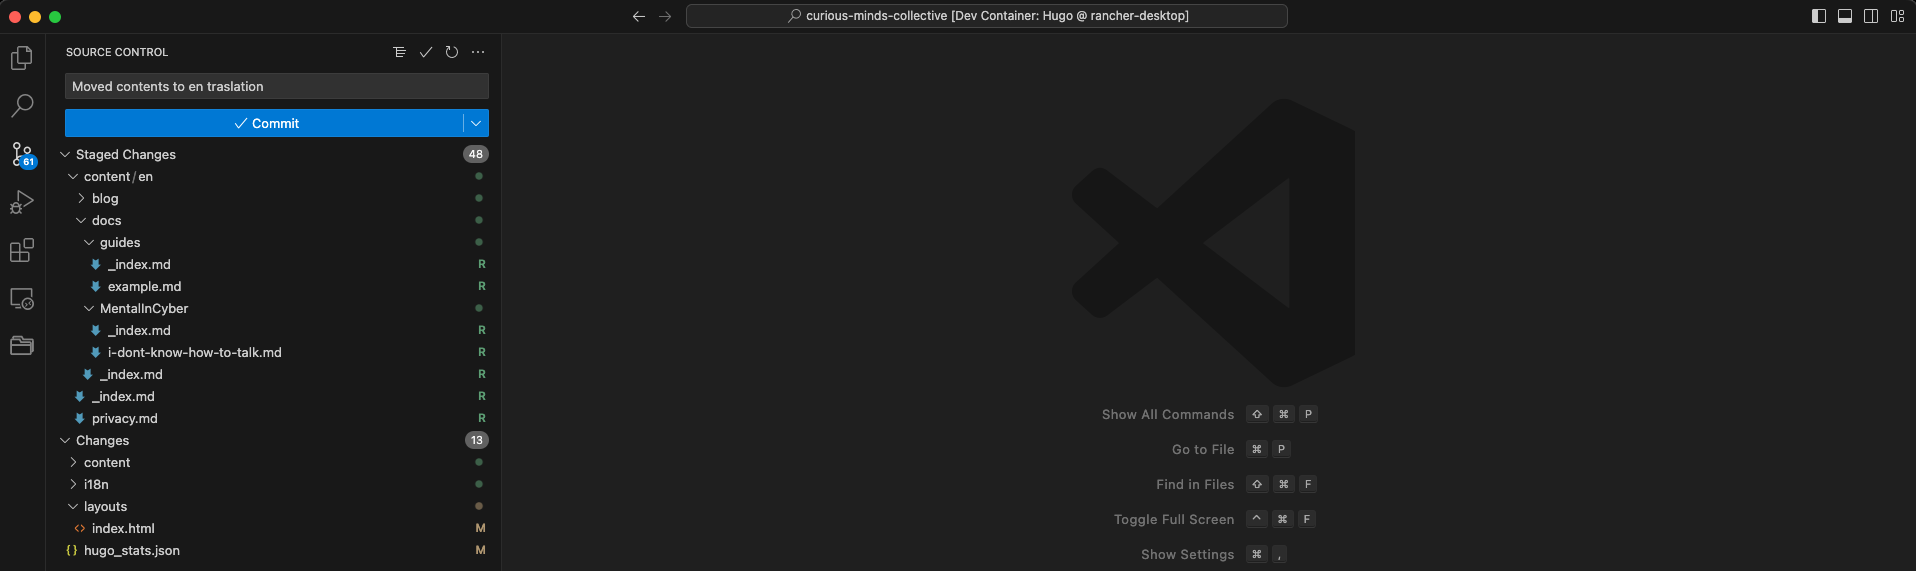 curious-minds-collective [Dev Container: Hugo @ rancher-desktop]
SOURCE CONTROL
Moved contents to en traslation
Commit
61
Staged Changes 48
content/en
blog
docs
guides
_index.md R
example.md R
MentalInCyber
_index.md R
i-dont-know-how-to-talk.md R
_index.md R
_index.md R
privacy.md R
Changes 13
content
i18n
layouts
<> index.html M
{} hugo_stats.json M
Show All Commands ⇧ ⌘ P
Go to File ⌘ P
Find in Files ⇧ ⌘ F
Toggle Full Screen ^ ⌘ F
Show Settings ⌘ ,